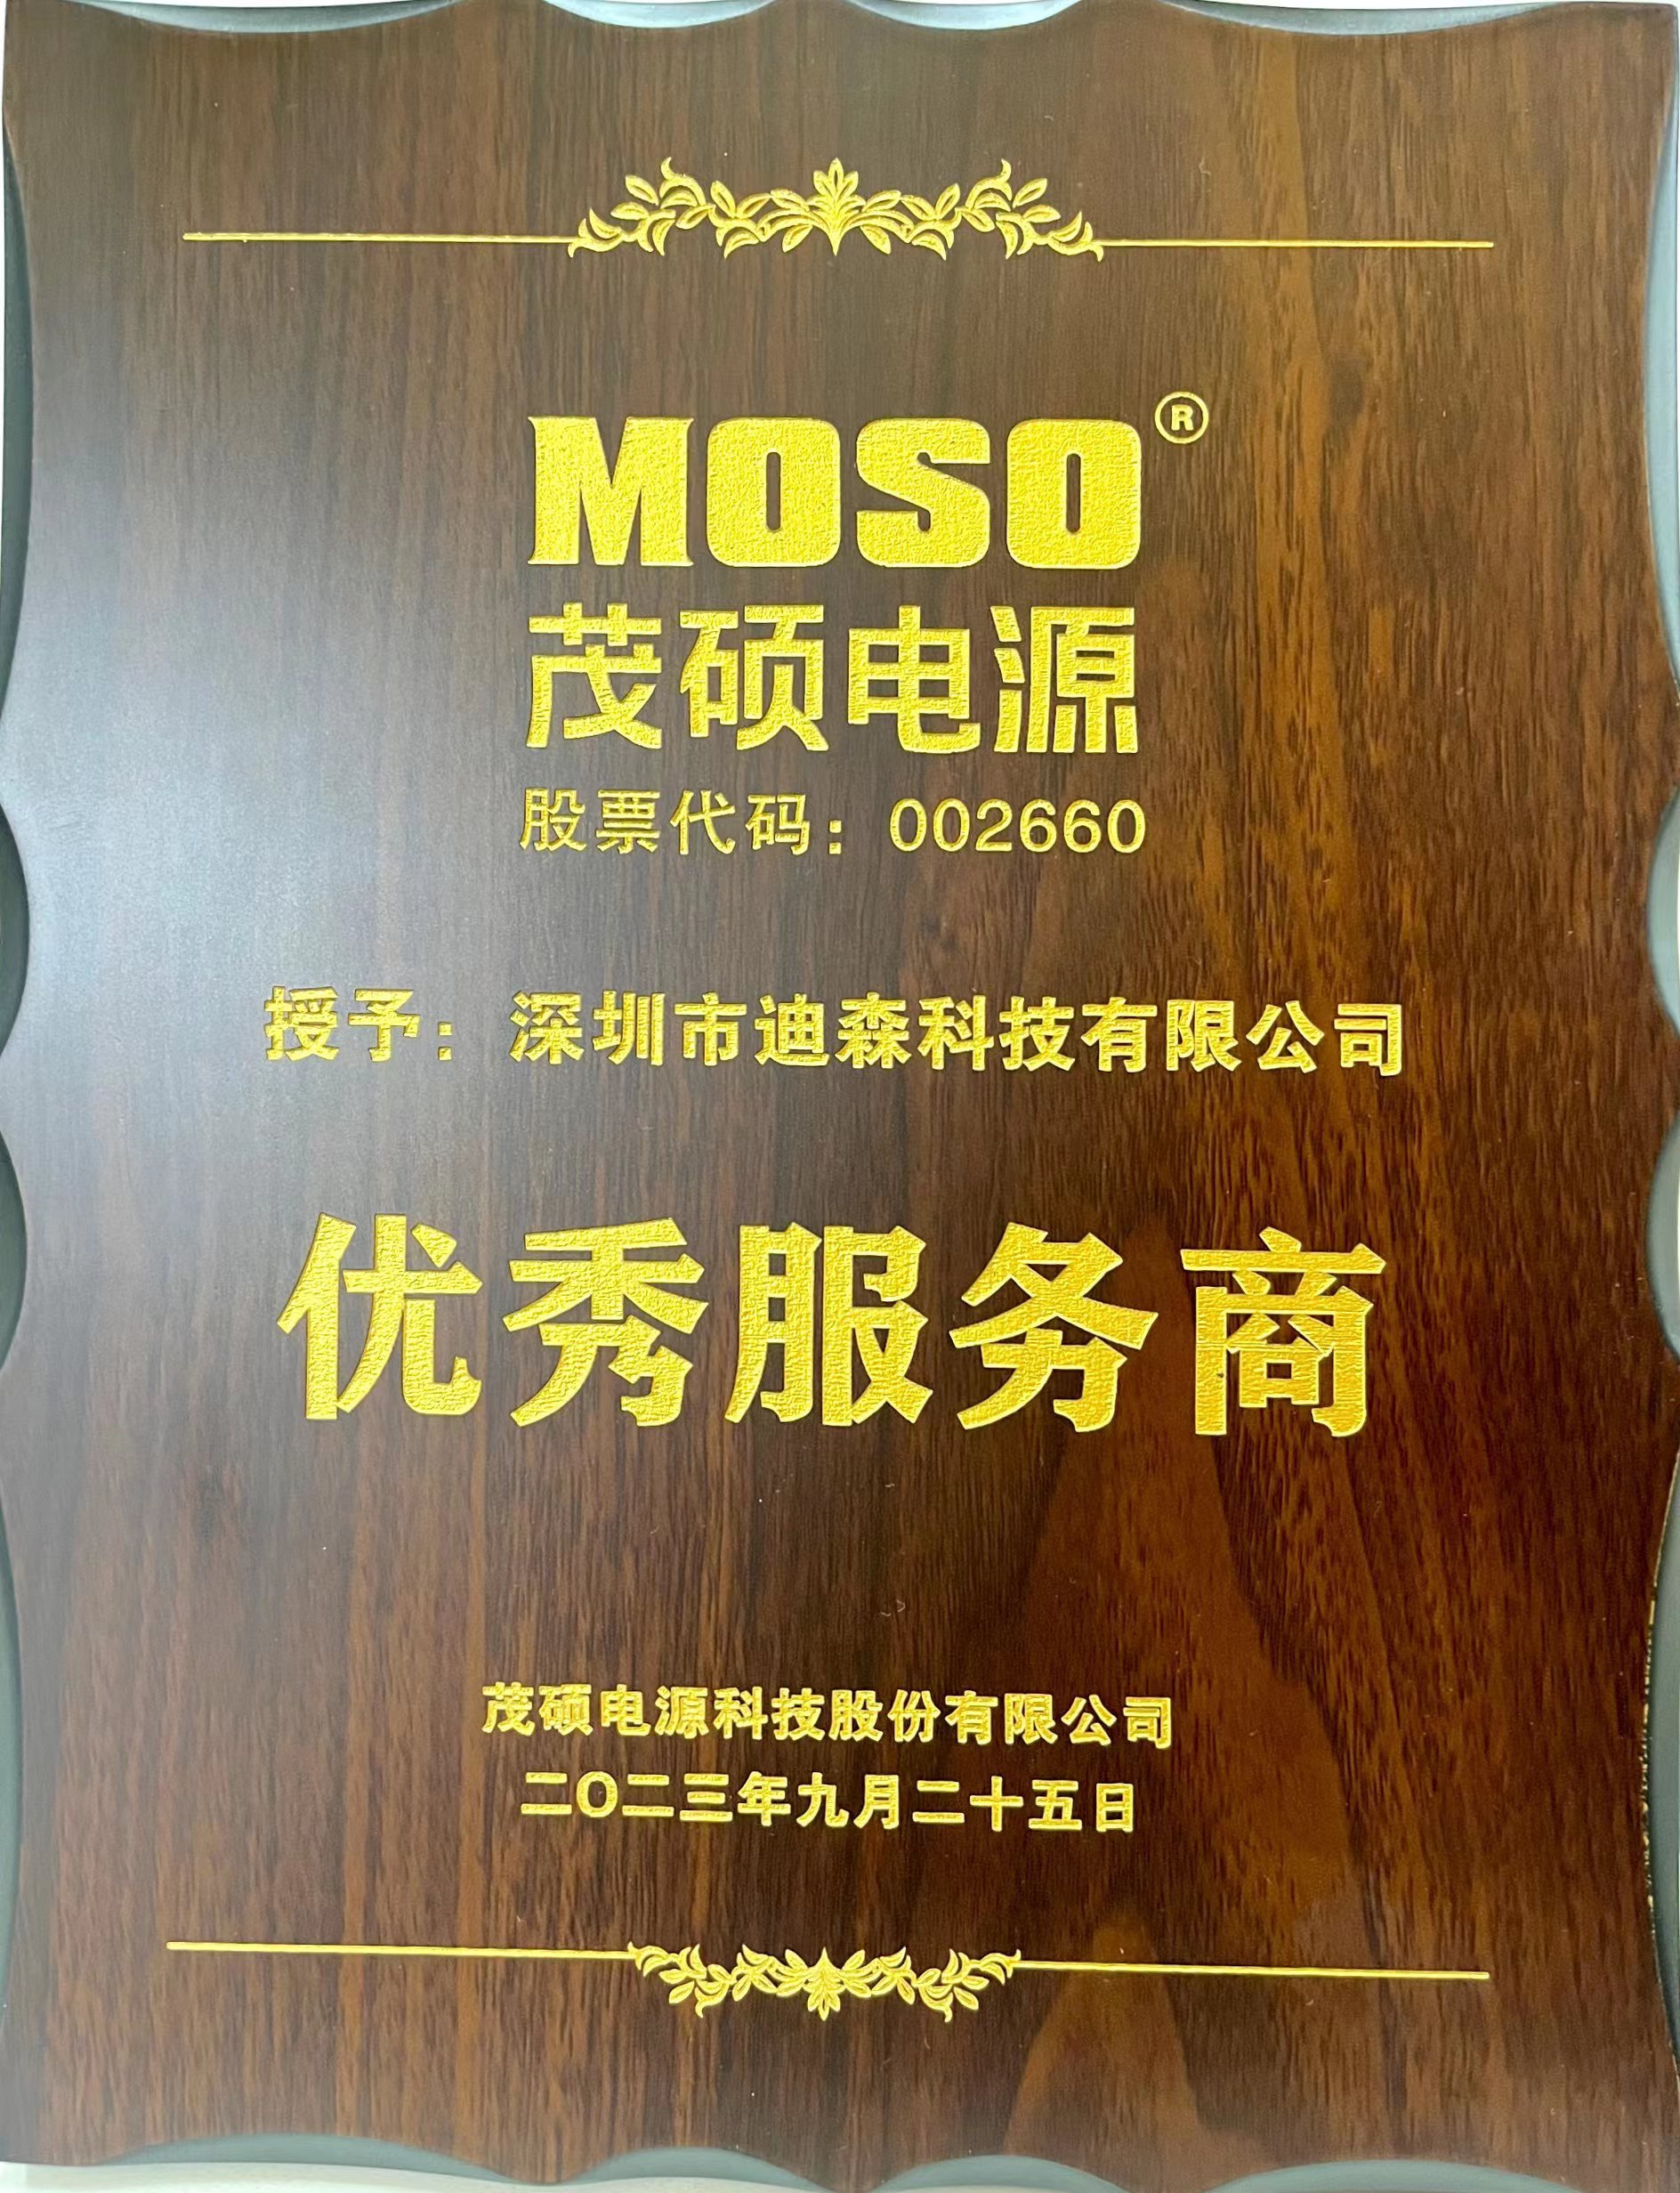 MOSO®
茂硕电源
股票代码：002660
授予：深圳市迪森科技有限公司
优秀服务商
茂硕电源科技股份有限公司
二〇二三年九月二十五日